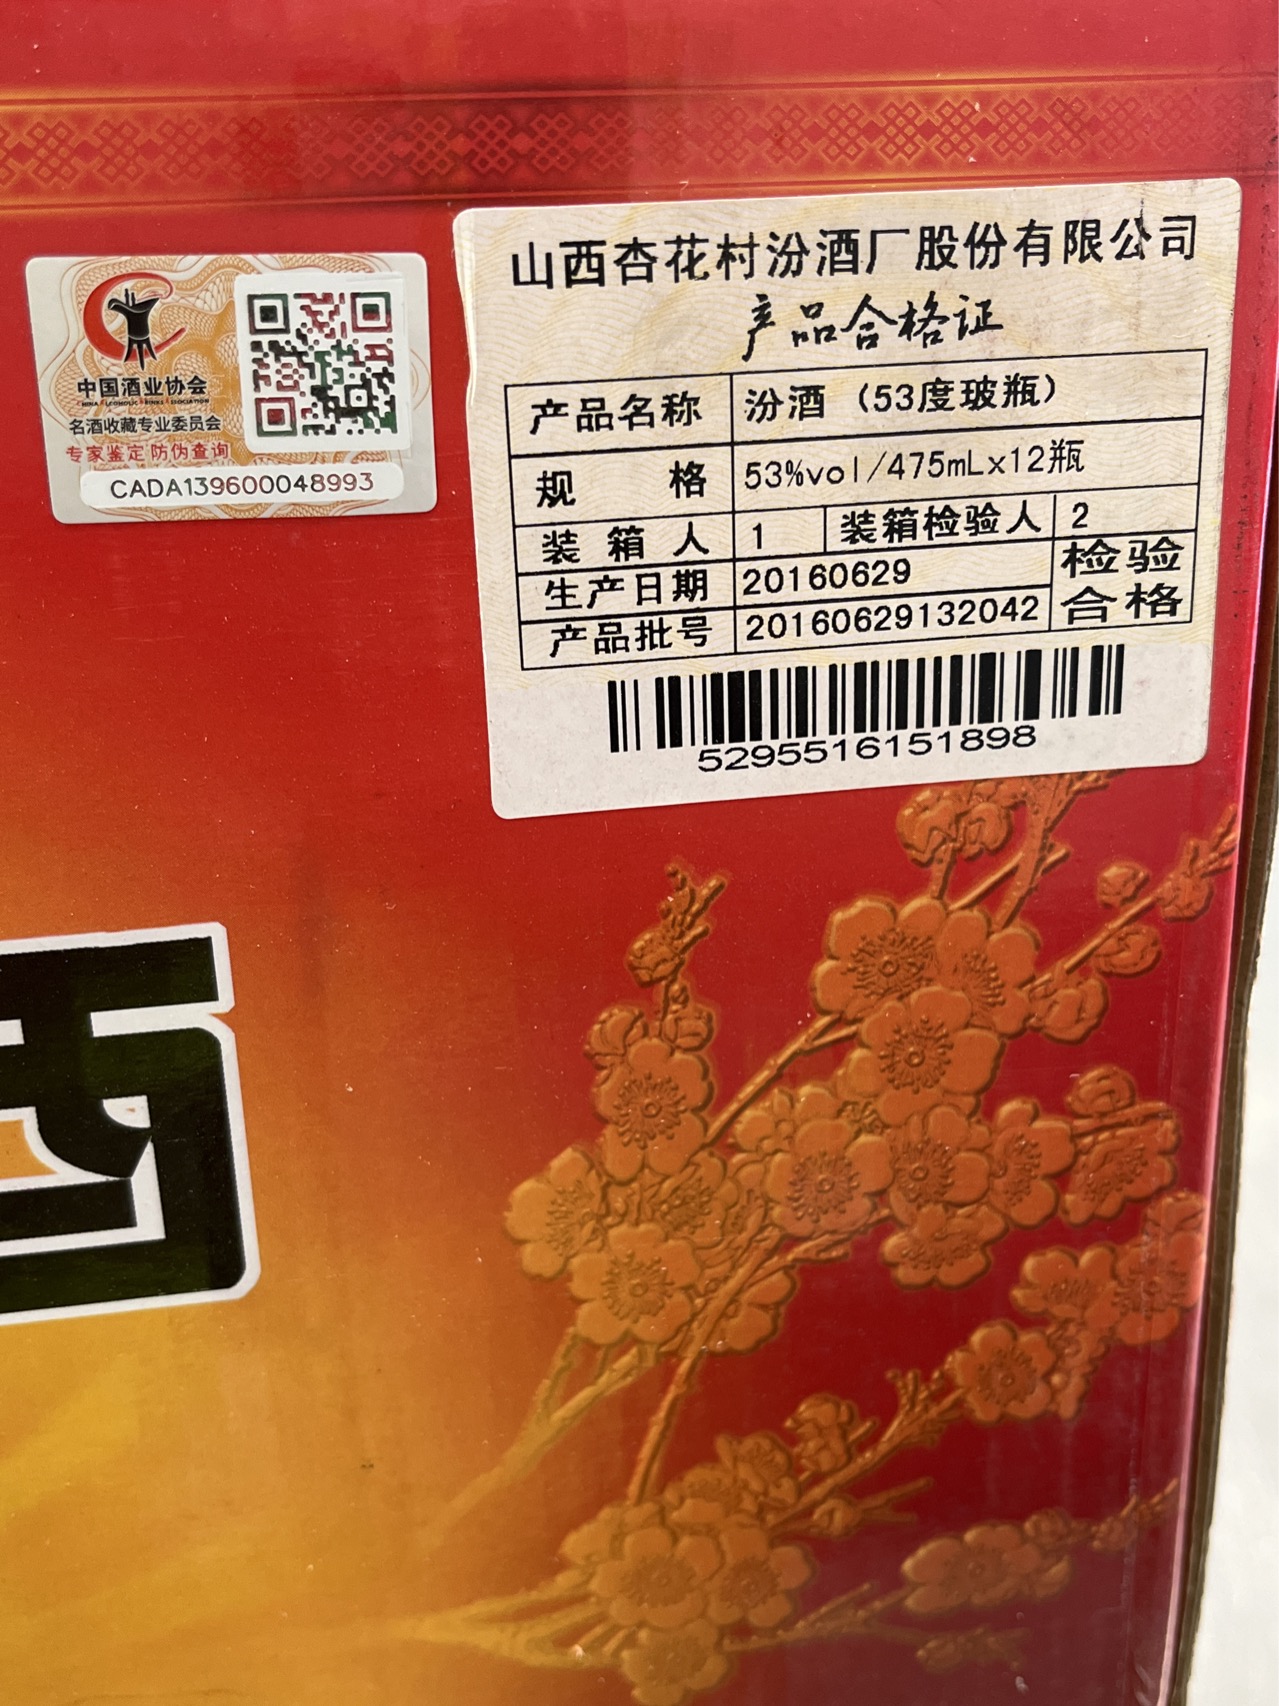 中国酒业协会
CHINA ALCOHOLIC DRINKS ASSOCIATION
名酒收藏专业委员会
专家鉴定 防伪查询
CADA139600048993
山西杏花村汾酒厂股份有限公司
产品合格证
产品名称 汾酒（53度玻瓶）
规 格 53%vol/475mLx12瓶
装箱人 1 装箱检验人 2
生产日期 20160629 检验
产品批号 20160629132042 合格
5295516151898